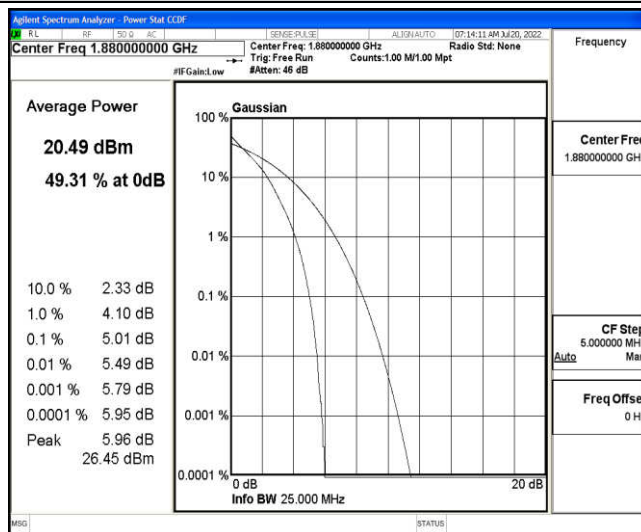 Agilent Spectrum Analyzer - Power Stat CCDF
RL RF 50 Ω AC SENSE:PULSE ALIGNAUTO 07:14:11 AM Jul 20, 2022
Center Freq 1.880000000 GHz
Center Freq: 1.880000000 GHz Radio Std: None
Trig: Free Run Counts:1.00 M/1.00 Mpt
#IFGain:Low #Atten: 46 dB
Frequency
Average Power
20.49 dBm
49.31 % at 0dB
10.0 % 2.33 dB
1.0 % 4.10 dB
0.1 % 5.01 dB
0.01 % 5.49 dB
0.001 % 5.79 dB
0.0001 % 5.95 dB
Peak 5.96 dB
26.45 dBm
Gaussian
100 %
10 %
1 %
0.1 %
0.01 %
0.001 %
0.0001 %
0 dB 20 dB
Info BW 25.000 MHz
Center Freq
1.880000000 GH
CF Step
5.000000 MH
Auto Ma
Freq Offse
0 H
MSG STATUS